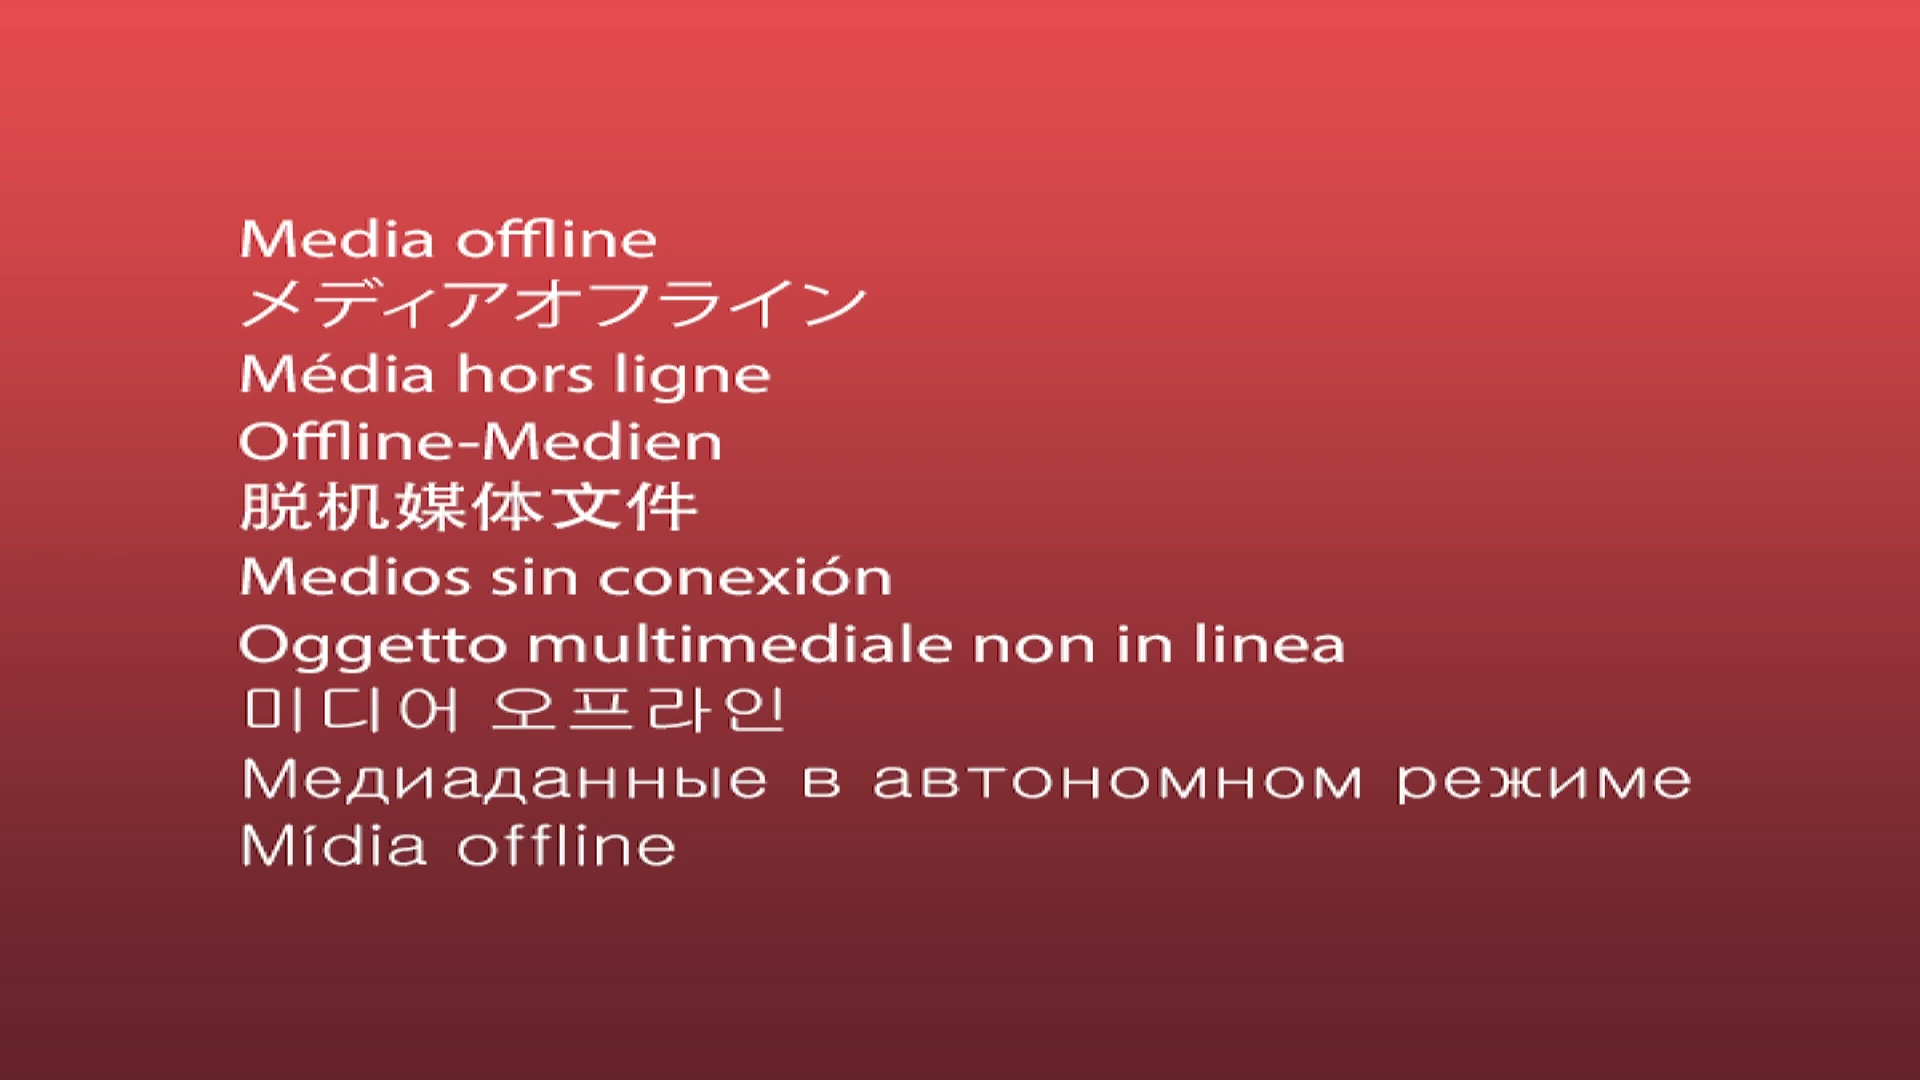 Media offline
メディアオフライン
Média hors ligne
Offline-Medien
脱机媒体文件
Medios sin conexión
Oggetto multimediale non in linea
미디어 오프라인
Медиаданные в автономном режиме
Mídia offline